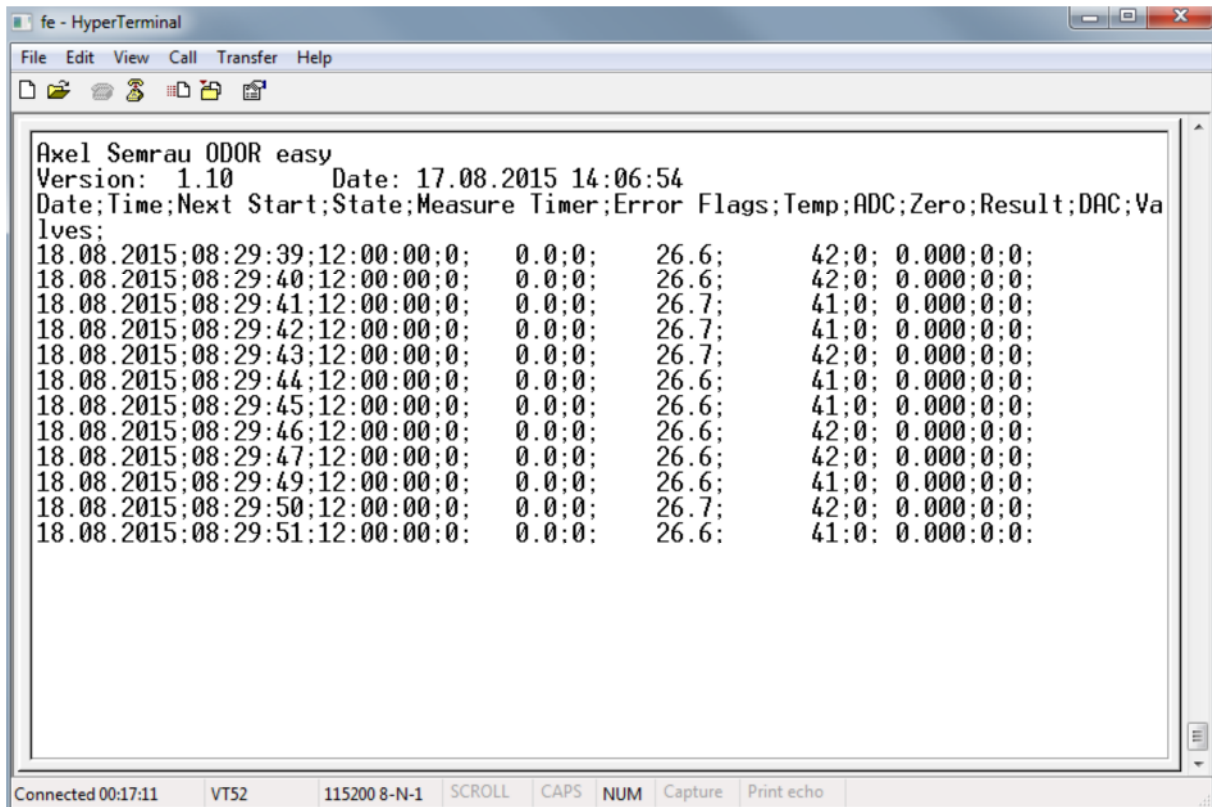 fe - HyperTerminal
File Edit View Call Transfer Help
Axel Semrau ODOR easy
Version:  1.10       Date: 17.08.2015 14:06:54
Date;Time;Next Start;State;Measure Timer;Error Flags;Temp;ADC;Zero;Result;DAC;Va
lves;
18.08.2015;08:29:39;12:00:00;0;   0.0;0;    26.6;      42;0; 0.000;0;0;
18.08.2015;08:29:40;12:00:00;0;   0.0;0;    26.6;      42;0; 0.000;0;0;
18.08.2015;08:29:41;12:00:00;0;   0.0;0;    26.7;      41;0; 0.000;0;0;
18.08.2015;08:29:42;12:00:00;0;   0.0;0;    26.7;      41;0; 0.000;0;0;
18.08.2015;08:29:43;12:00:00;0;   0.0;0;    26.7;      42;0; 0.000;0;0;
18.08.2015;08:29:44;12:00:00;0;   0.0;0;    26.6;      41;0; 0.000;0;0;
18.08.2015;08:29:45;12:00:00;0;   0.0;0;    26.6;      41;0; 0.000;0;0;
18.08.2015;08:29:46;12:00:00;0;   0.0;0;    26.6;      42;0; 0.000;0;0;
18.08.2015;08:29:47;12:00:00;0;   0.0;0;    26.6;      42;0; 0.000;0;0;
18.08.2015;08:29:49;12:00:00;0;   0.0;0;    26.6;      41;0; 0.000;0;0;
18.08.2015;08:29:50;12:00:00;0;   0.0;0;    26.7;      42;0; 0.000;0;0;
18.08.2015;08:29:51;12:00:00;0;   0.0;0;    26.6;      41;0; 0.000;0;0;
Connected 00:17:11 VT52 115200 8-N-1 SCROLL CAPS NUM Capture Print echo